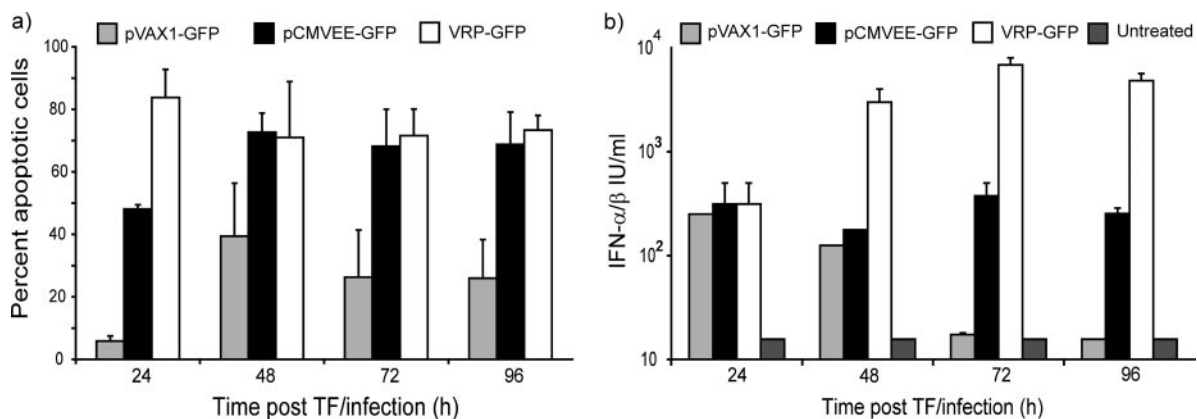 a)
pVAX1-GFP pCMVEE-GFP VRP-GFP
Percent apoptotic cells
100
80
60
40
20
0
24 48 72 96
Time post TF/infection (h)
b)
pVAX1-GFP pCMVEE-GFP VRP-GFP Untreated
IFN-α/β IU/ml
10⁴
10³
10²
10
24 48 72 96
Time post TF/infection (h)